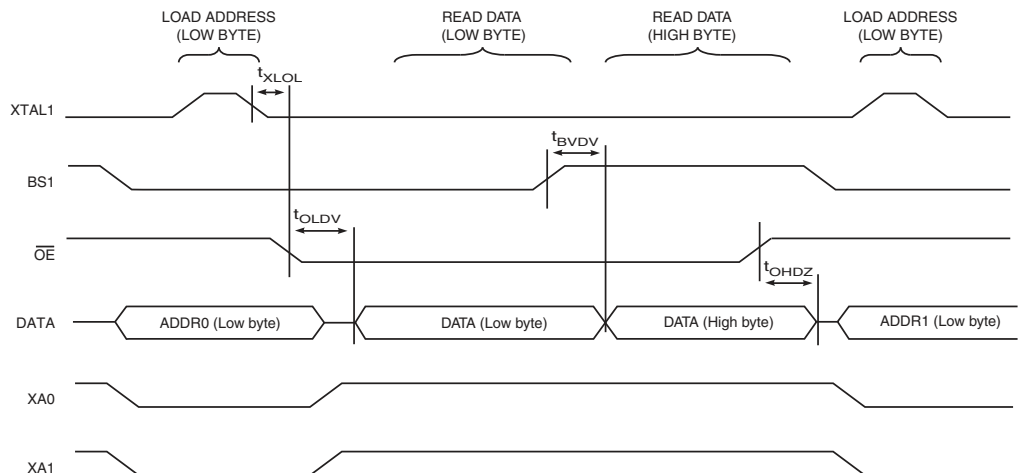 LOAD ADDRESS
(LOW BYTE)
READ DATA
(LOW BYTE)
READ DATA
(HIGH BYTE)
LOAD ADDRESS
(LOW BYTE)
tXLOL
XTAL1
tBVDV
BS1
tOLDV
OE
tOHDZ
DATA
ADDR0 (Low byte)
DATA (Low byte)
DATA (High byte)
ADDR1 (Low byte)
XA0
XA1